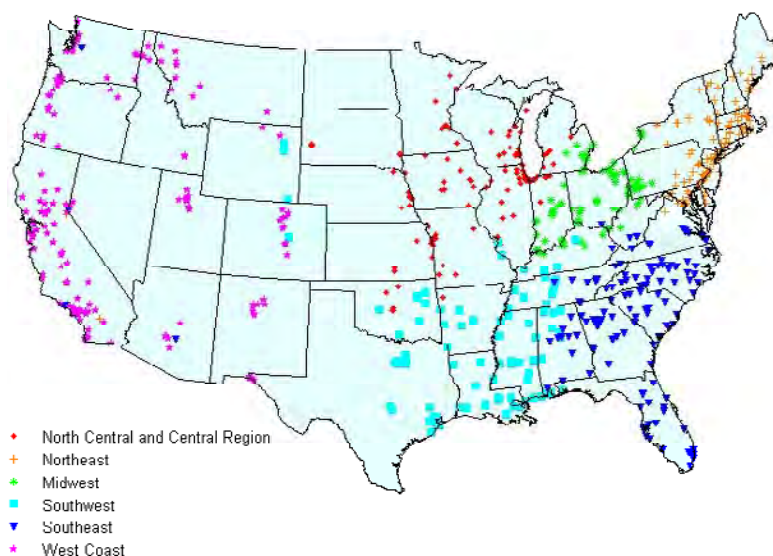 North Central and Central Region
Northeast
Midwest
Southwest
Southeast
West Coast